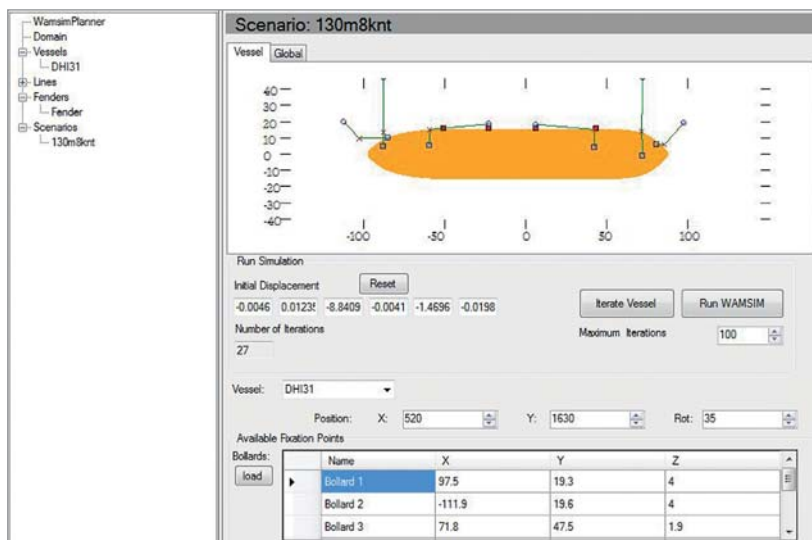 WamsimPlanner
Domain
Vessels
DHI31
Lines
Fenders
Fender
Scenarios
130m8knt
Scenario: 130m8knt
Vessel Global
40
30
20
10
0
-10
-20
-30
-40
-100 -50 0 50 100
Run Simulation
Initial Displacement Reset
-0.0046 0.0123 -8.8409 -0.0041 -1.4696 -0.0198
Iterate Vessel Run WAMSIM
Number of Iterations
Maximum Iterations 100
27
Vessel: DHI31
Position: X: 520 Y: 1630 Rot: 35
Available Fixation Points
Bollards:
load
Name X Y Z
Bollard 1 97.5 19.3 4
Bollard 2 -111.9 19.6 4
Bollard 3 71.8 47.5 1.9